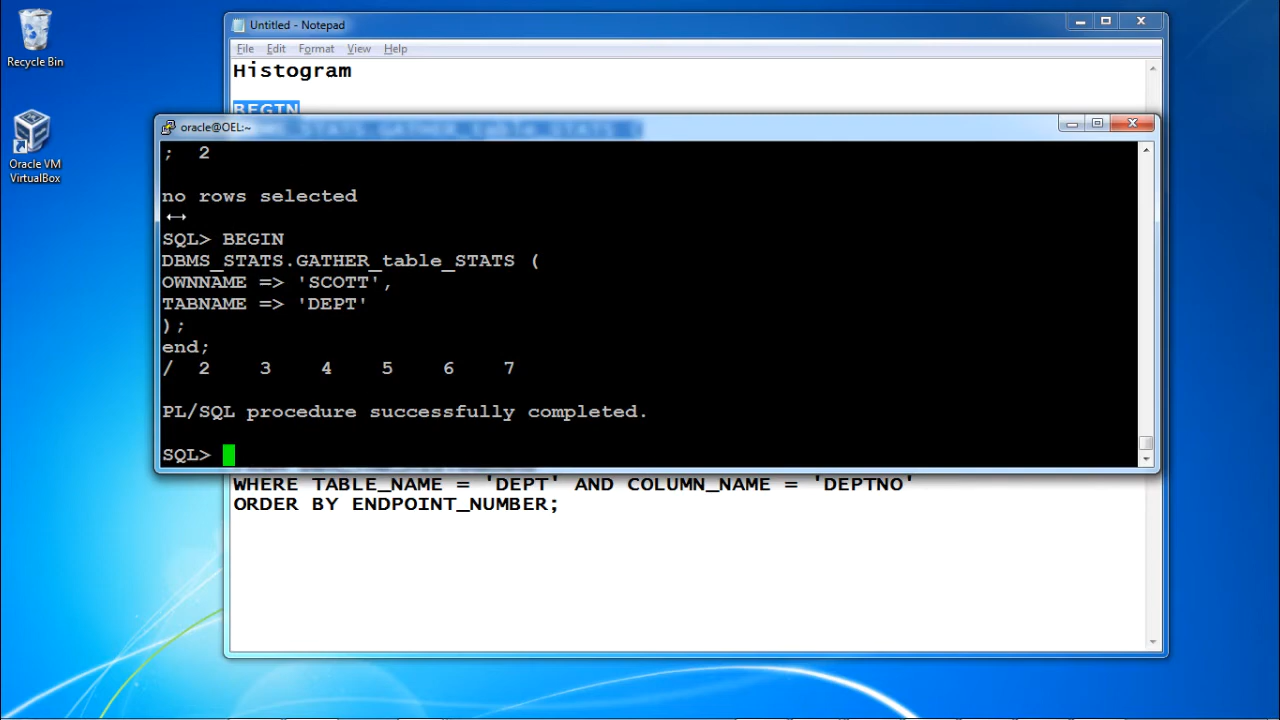 Recycle Bin
Oracle VM
VirtualBox
Untitled - Notepad
File Edit Format View Help
Histogram
BEGIN
oracle@OEL:~
; 2
no rows selected
SQL> BEGIN
DBMS_STATS.GATHER_table_STATS (
OWNNAME => 'SCOTT',
TABNAME => 'DEPT'
);
end;
/ 2 3 4 5 6 7
PL/SQL procedure successfully completed.
SQL>
WHERE TABLE_NAME = 'DEPT' AND COLUMN_NAME = 'DEPTNO'
ORDER BY ENDPOINT_NUMBER;